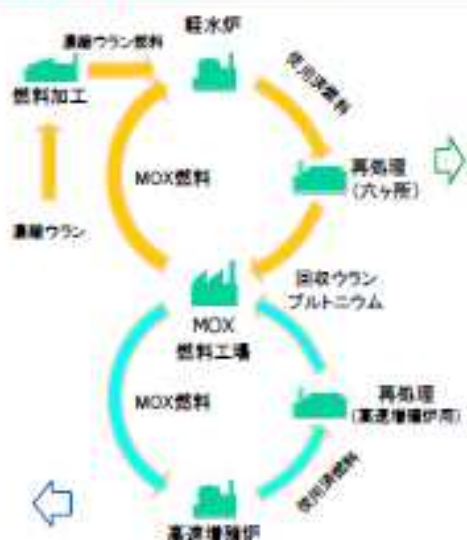 軽水炉
濃縮ウラン燃料
燃料加工
使用済燃料
再処理
(六ヶ所)
MOX燃料
濃縮ウラン
回収ウラン
プルトニウム
MOX
燃料工場
MOX燃料
再処理
(高速増殖炉用)
使用済燃料
高速増殖炉